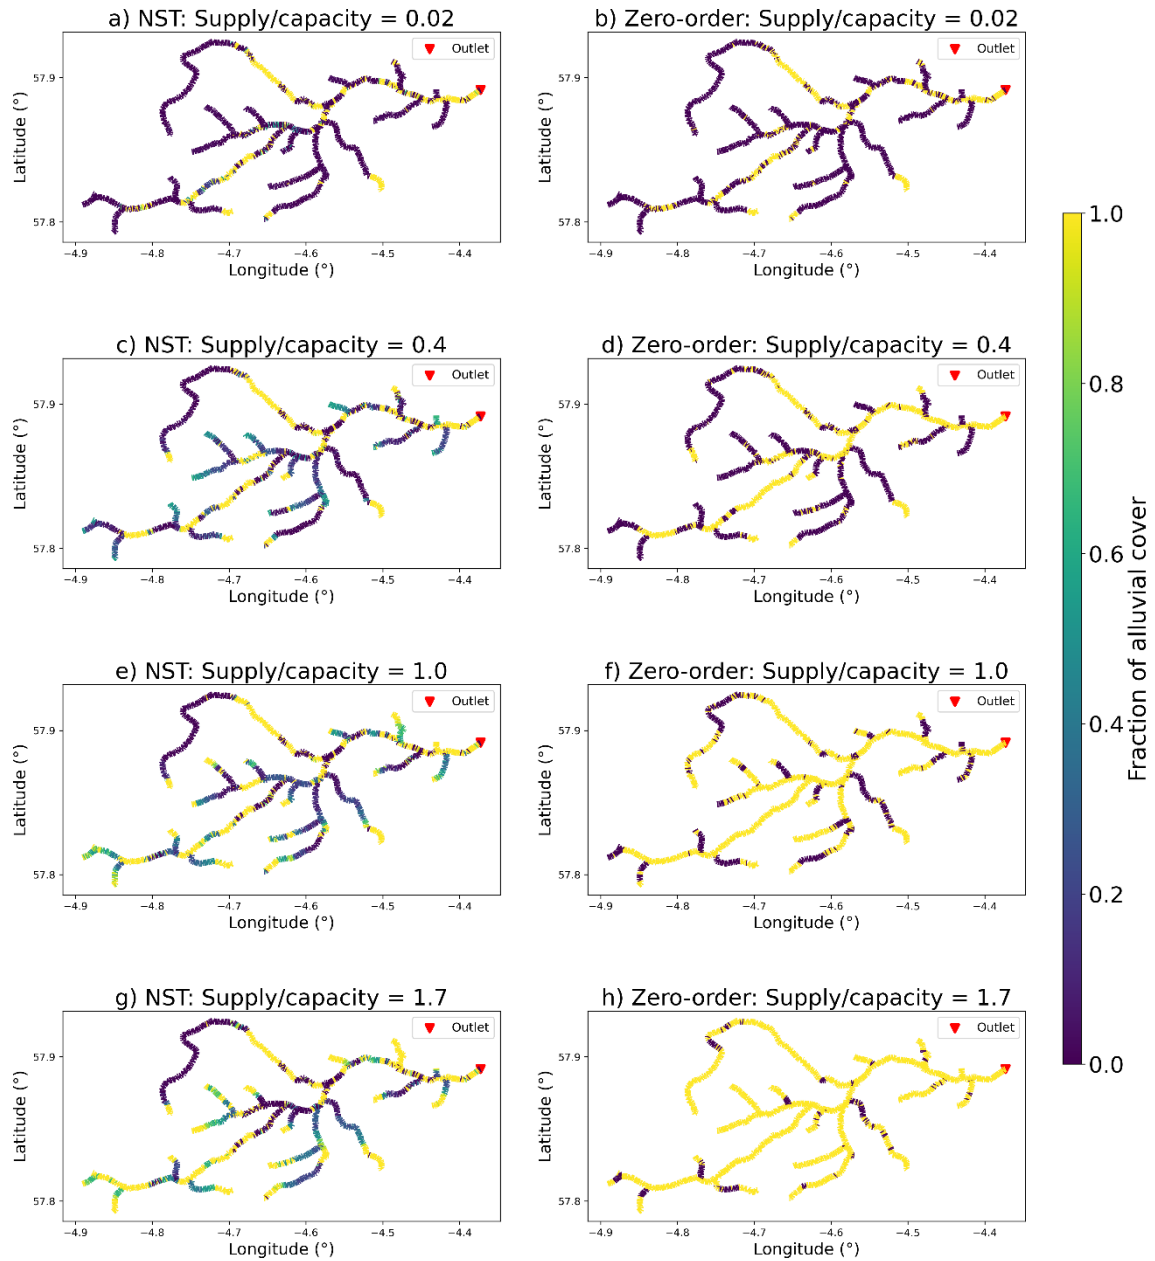 a) NST: Supply/capacity = 0.02
b) Zero-order: Supply/capacity = 0.02
Outlet
Outlet
57.9
57.8
Latitude (°)
−4.9 −4.8 −4.7 −4.6 −4.5 −4.4
Longitude (°)
57.9
57.8
Latitude (°)
−4.9 −4.8 −4.7 −4.6 −4.5 −4.4
Longitude (°)
c) NST: Supply/capacity = 0.4
d) Zero-order: Supply/capacity = 0.4
Outlet
Outlet
57.9
57.8
Latitude (°)
−4.9 −4.8 −4.7 −4.6 −4.5 −4.4
Longitude (°)
57.9
57.8
Latitude (°)
−4.9 −4.8 −4.7 −4.6 −4.5 −4.4
Longitude (°)
e) NST: Supply/capacity = 1.0
f) Zero-order: Supply/capacity = 1.0
Outlet
Outlet
57.9
57.8
Latitude (°)
−4.9 −4.8 −4.7 −4.6 −4.5 −4.4
Longitude (°)
57.9
57.8
Latitude (°)
−4.9 −4.8 −4.7 −4.6 −4.5 −4.4
Longitude (°)
g) NST: Supply/capacity = 1.7
h) Zero-order: Supply/capacity = 1.7
Outlet
Outlet
57.9
57.8
Latitude (°)
−4.9 −4.8 −4.7 −4.6 −4.5 −4.4
Longitude (°)
57.9
57.8
Latitude (°)
−4.9 −4.8 −4.7 −4.6 −4.5 −4.4
Longitude (°)
1.0
0.8
0.6
0.4
0.2
0.0
Fraction of alluvial cover